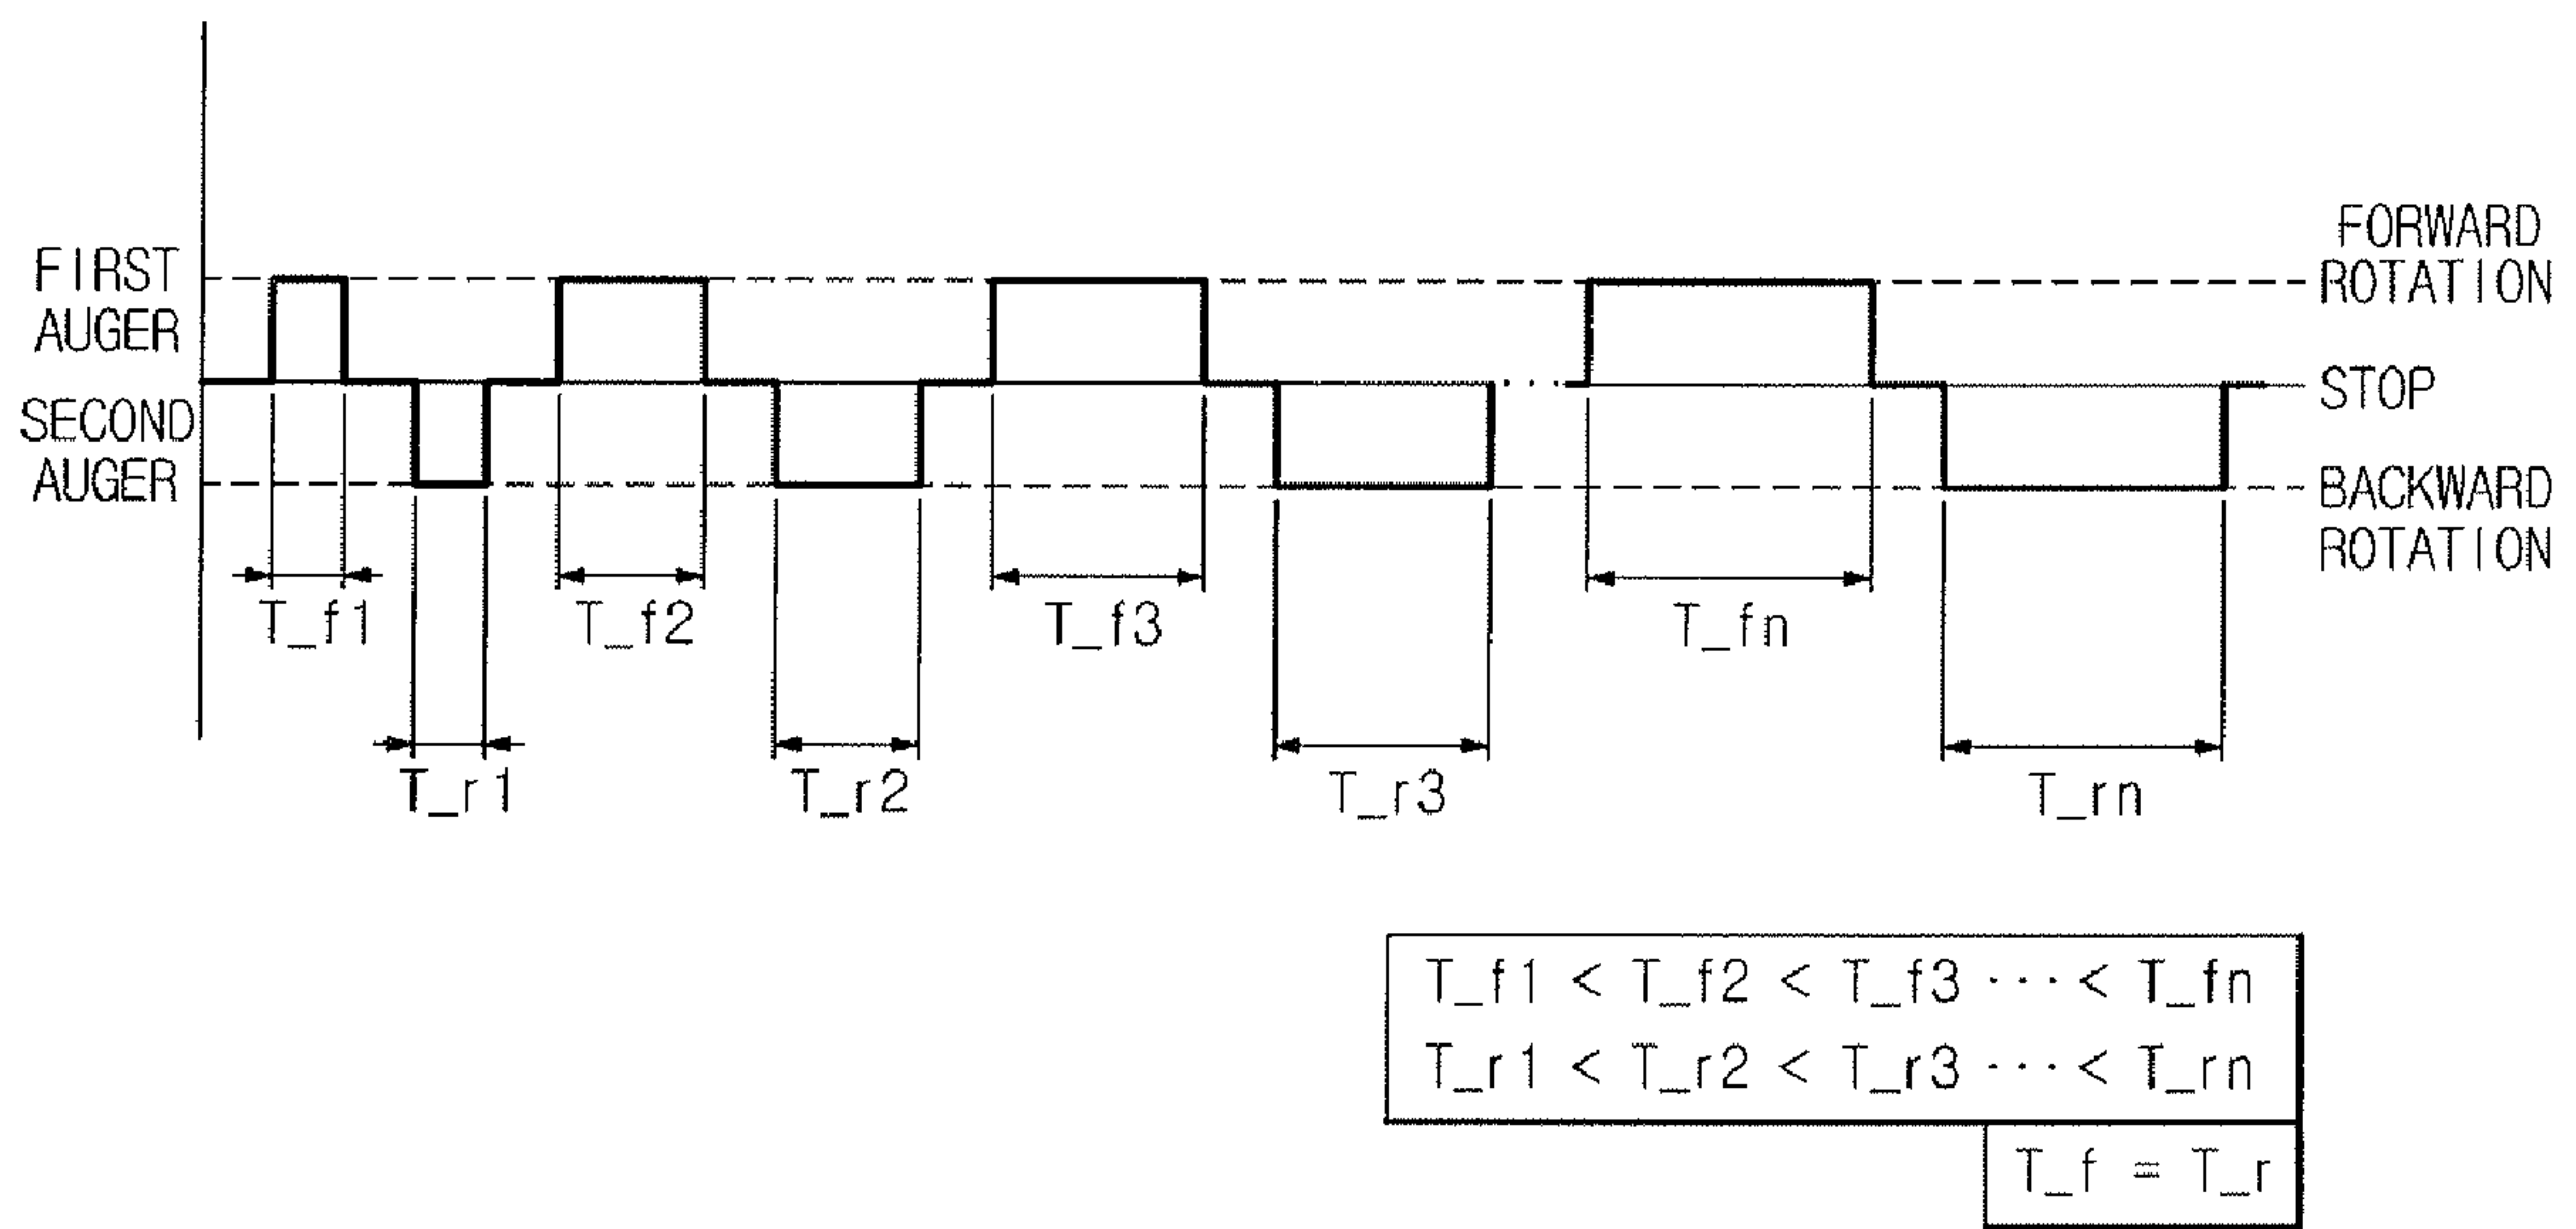 FORWARD
ROTATION
FIRST
AUGER
STOP
SECOND
AUGER
BACKWARD
ROTATION
T_f1
T_f2
T_f3
T_fn
T_r1
T_r2
T_r3
T_rn
T_f1 < T_f2 < T_f3 ··· < T_fn
T_r1 < T_r2 < T_r3 ··· < T_rn
T_f = T_r